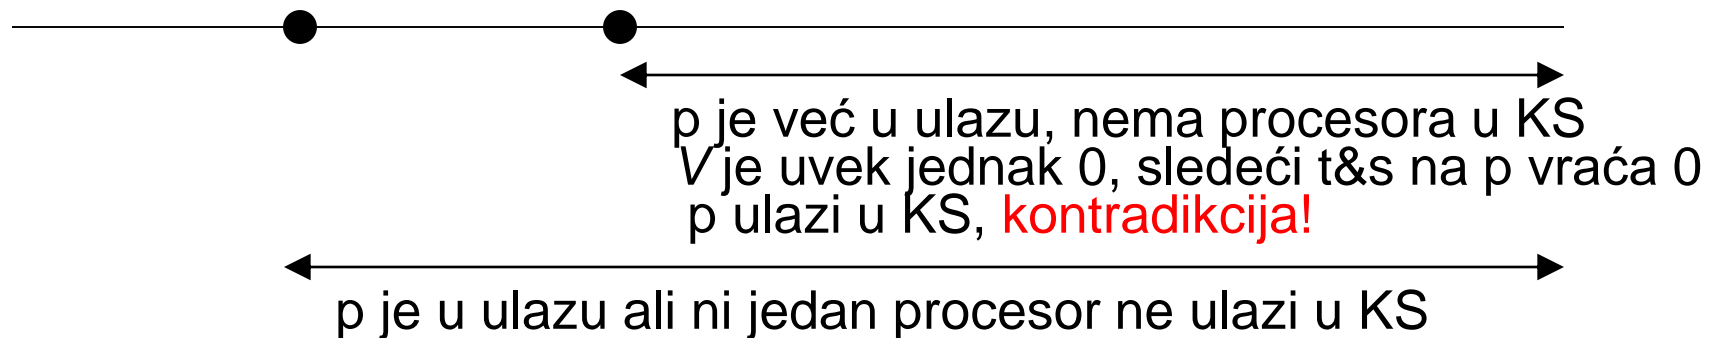 p je već u ulazu, nema procesora u KS
V je uvek jednak 0, sledeći t&s na p vraća 0
p ulazi u KS, kontradikcija!
p je u ulazu ali ni jedan procesor ne ulazi u KS